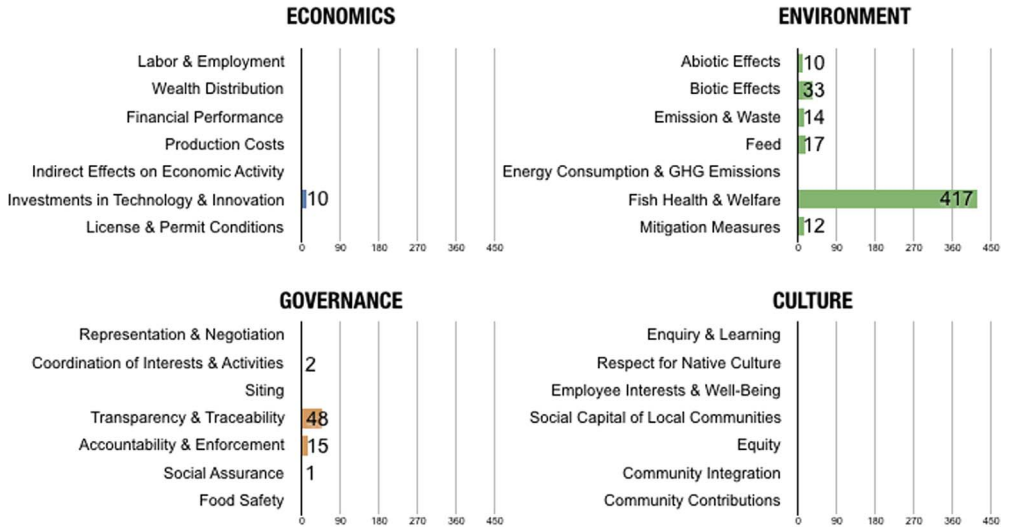 ECONOMICS
Labor & Employment
Wealth Distribution
Financial Performance
Production Costs
Indirect Effects on Economic Activity
Investments in Technology & Innovation 10
License & Permit Conditions
0 90 180 270 360 450
ENVIRONMENT
Abiotic Effects 10
Biotic Effects 33
Emission & Waste 14
Feed 17
Energy Consumption & GHG Emissions
Fish Health & Welfare 417
Mitigation Measures 12
0 90 180 270 360 450
GOVERNANCE
Representation & Negotiation
Coordination of Interests & Activities 2
Siting
Transparency & Traceability 48
Accountability & Enforcement 15
Social Assurance 1
Food Safety
0 90 180 270 360 450
CULTURE
Enquiry & Learning
Respect for Native Culture
Employee Interests & Well-Being
Social Capital of Local Communities
Equity
Community Integration
Community Contributions
0 90 180 270 360 450